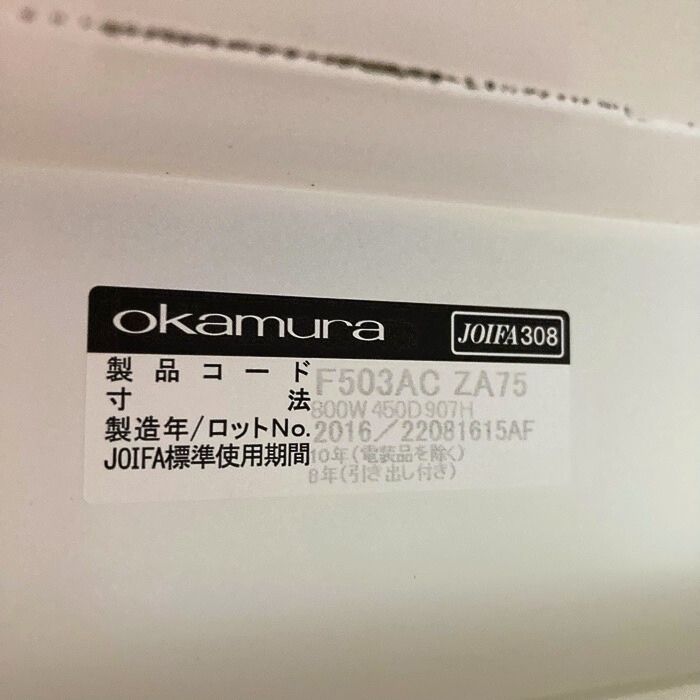 okamura JOIFA308
製品コード F503AC ZA75
寸法 800W 450D 907H
製造年/ロットNo. 2016/22081615AF
JOIFA標準使用期間 10年(電装品を除く)
8年(引き出し付き)